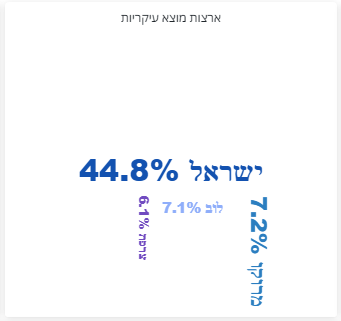 ארצות מוצא עיקריות
ישראל 44.8%
לוב 7.1%
צרפת 6.1%
מרוקו 7.2%